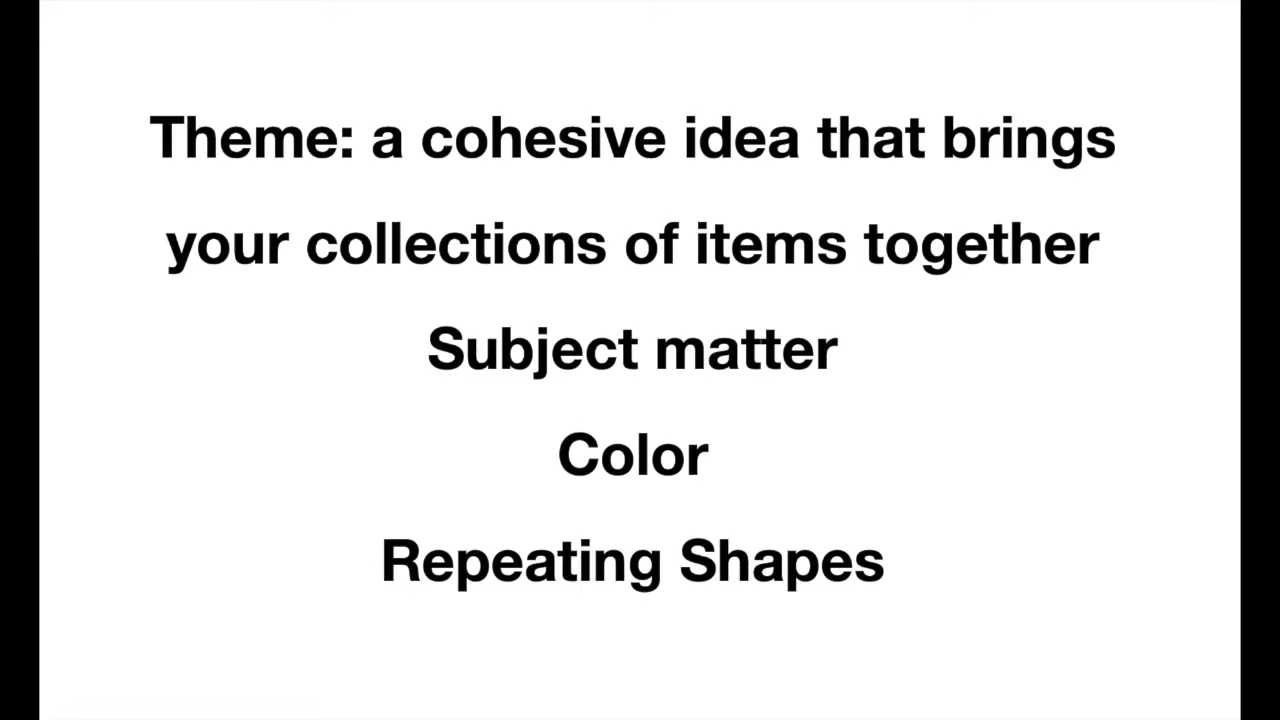 Theme: a cohesive idea that brings
your collections of items together
Subject matter
Color
Repeating Shapes